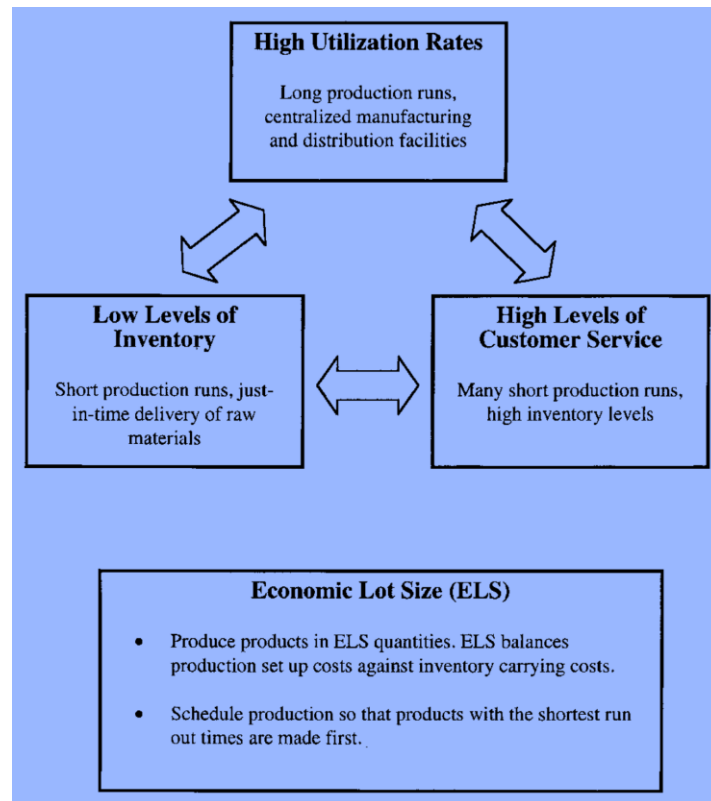 High Utilization Rates
Long production runs,
centralized manufacturing
and distribution facilities
Low Levels of
Inventory
Short production runs, just-
in-time delivery of raw
materials
High Levels of
Customer Service
Many short production runs,
high inventory levels
Economic Lot Size (ELS)
• Produce products in ELS quantities. ELS balances
production set up costs against inventory carrying costs.
• Schedule production so that products with the shortest run
out times are made first.